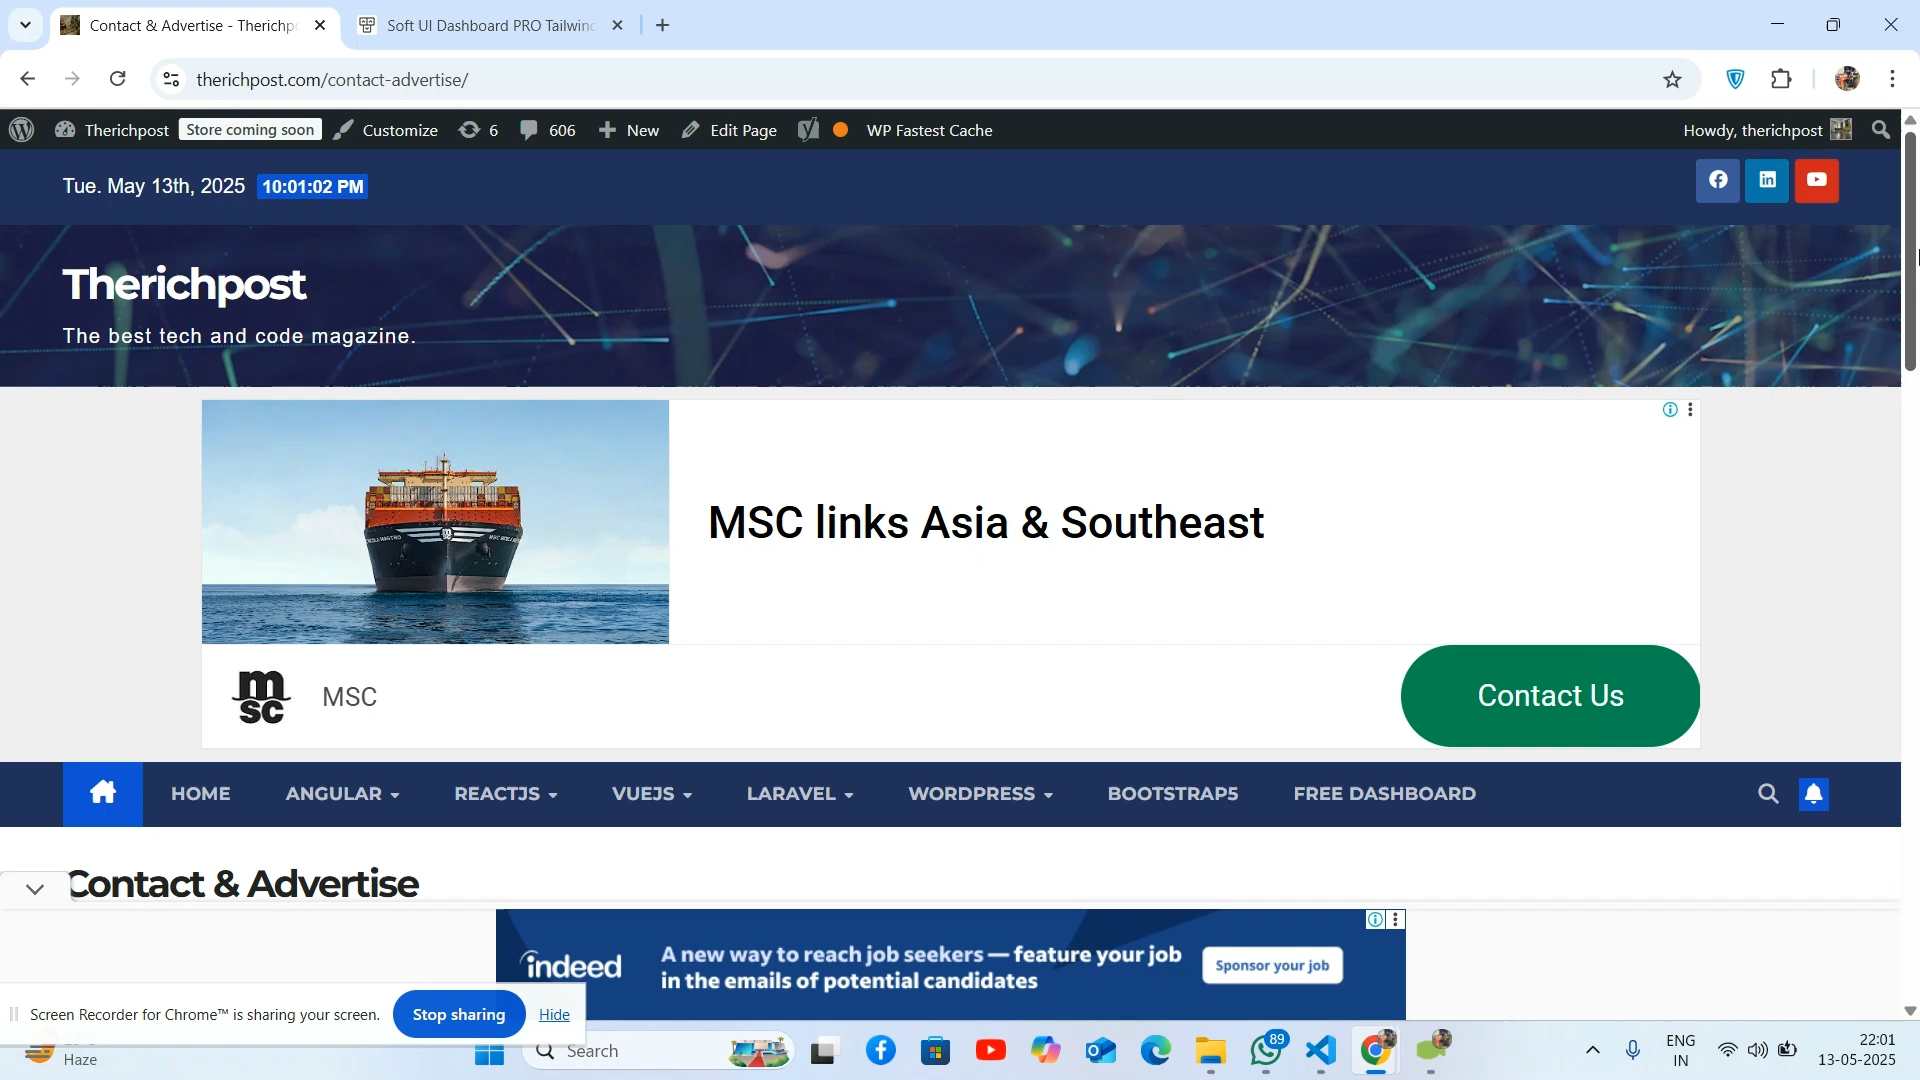 Contact & Advertise - Therichpo
Soft UI Dashboard PRO Tailwind
therichpost.com/contact-advertise/
Therichpost
Store coming soon
Customize
6
606
New
Edit Page
WP Fastest Cache
Howdy, therichpost
Tue. May 13th, 2025
10:01:02 PM
Therichpost
The best tech and code magazine.
MSC links Asia & Southeast
msc
MSC
Contact Us
HOME
ANGULAR
REACTJS
VUEJS
LARAVEL
WORDPRESS
BOOTSTRAP5
FREE DASHBOARD
Contact & Advertise
indeed
A new way to reach job seekers — feature your job
in the emails of potential candidates
Sponsor your job
Screen Recorder for Chrome™ is sharing your screen.
Stop sharing
Hide
Haze
Search
89
ENG
IN
22:01
13-05-2025